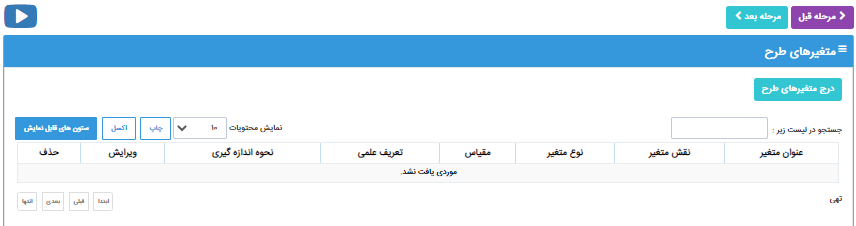 مرحله قبل
مرحله بعد
متغیرهای طرح
درج متغیرهای طرح
جستجو در لیست زیر : نمایش محتویات ۱۰ چاپ اکسل ستون های قابل نمایش
عنوان متغیر نقش متغیر نوع متغیر مقیاس تعریف علمی نحوه اندازه گیری ویرایش حذف
موردی یافت نشد.
تهی ابتدا قبلی بعدی انتها